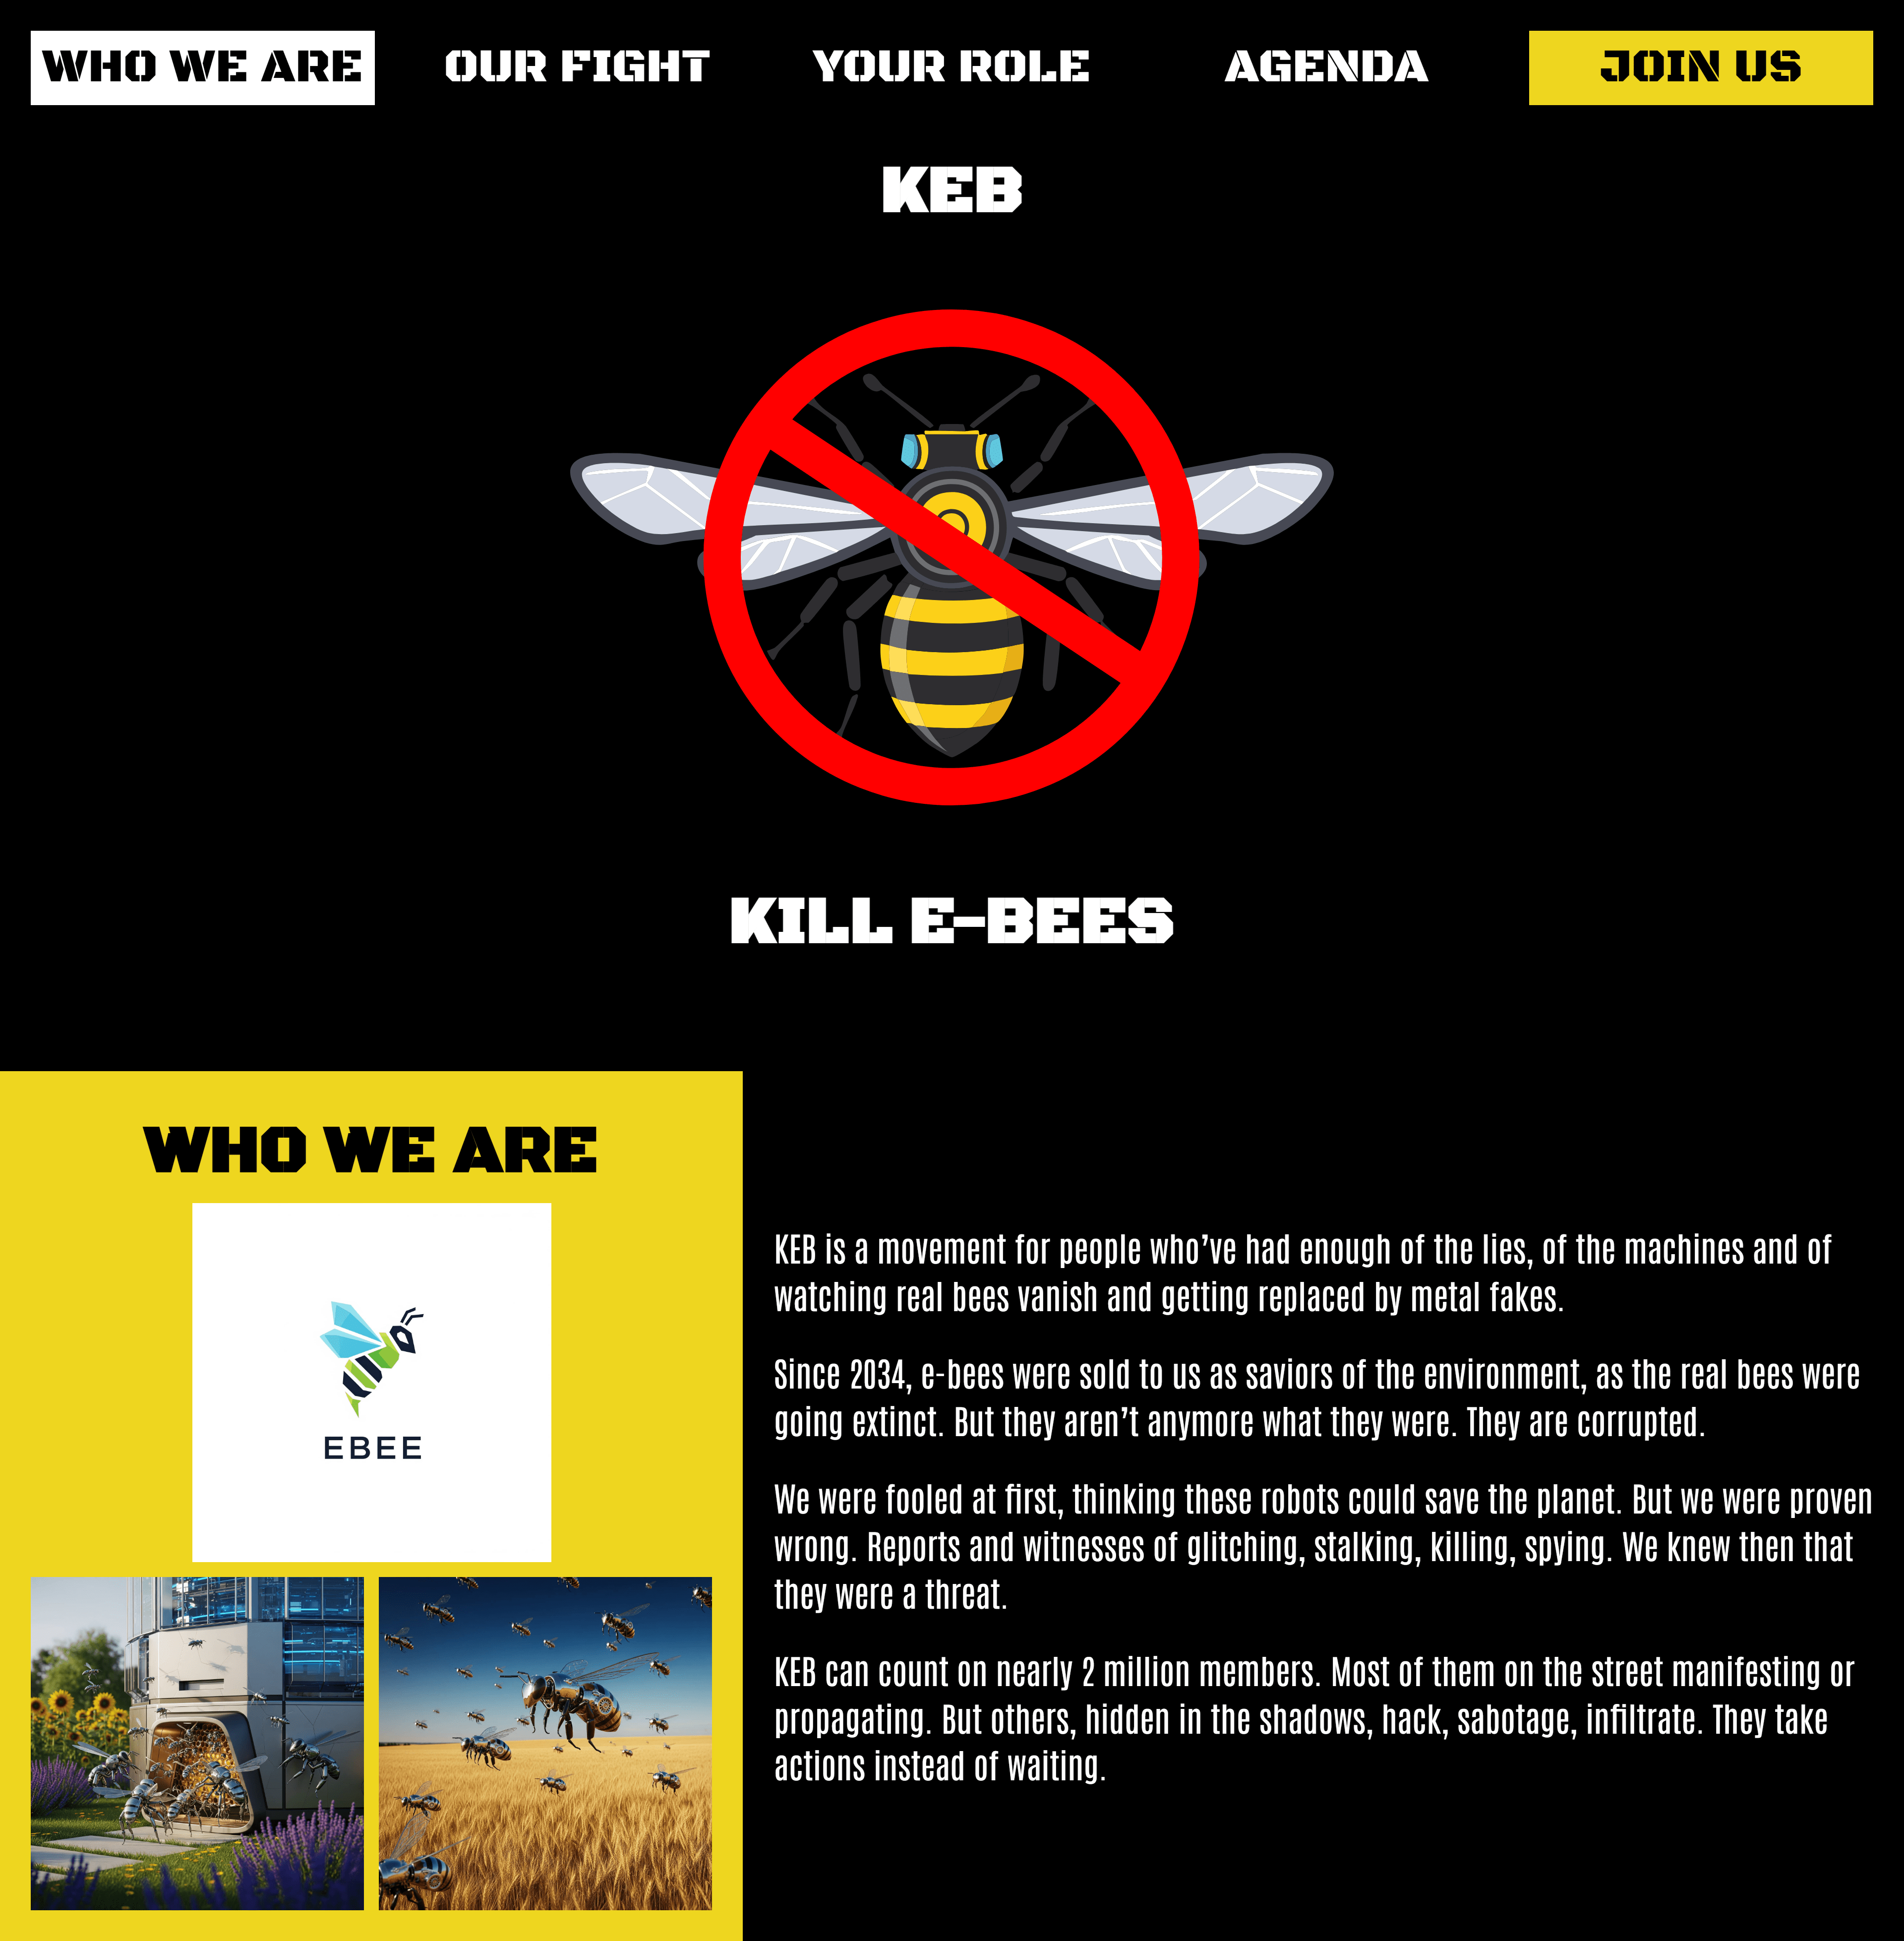 WHO WE ARE
OUR FIGHT
YOUR ROLE
AGENDA
JOIN US
KEB
KILL E-BEES
WHO WE ARE
EBEE
KEB is a movement for people who’ve had enough of the lies, of the machines and of
watching real bees vanish and getting replaced by metal fakes.
Since 2034, e-bees were sold to us as saviors of the environment, as the real bees were
going extinct. But they aren’t anymore what they were. They are corrupted.
We were fooled at first, thinking these robots could save the planet. But we were proven
wrong. Reports and witnesses of glitching, stalking, killing, spying. We knew then that
they were a threat.
KEB can count on nearly 2 million members. Most of them on the street manifesting or
propagating. But others, hidden in the shadows, hack, sabotage, infiltrate. They take
actions instead of waiting.